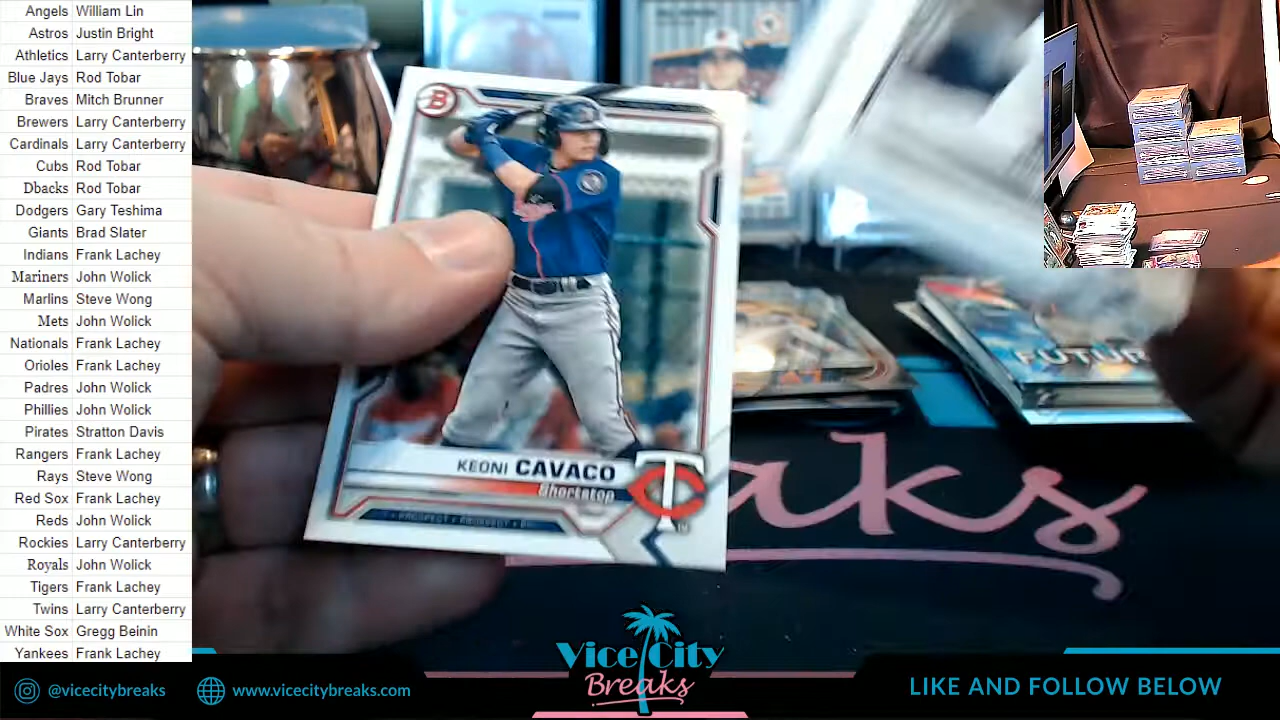 Angels William Lin
Astros Justin Bright
Athletics Larry Canterberry
Blue Jays Rod Tobar
Braves Mitch Brunner
Brewers Larry Canterberry
Cardinals Larry Canterberry
Cubs Rod Tobar
Dbacks Rod Tobar
Dodgers Gary Teshima
Giants Brad Slater
Indians Frank Lachey
Mariners John Wolick
Marlins Steve Wong
Mets John Wolick
Nationals Frank Lachey
Orioles Frank Lachey
Padres John Wolick
Phillies John Wolick
Pirates Stratton Davis
Rangers Frank Lachey
Rays Steve Wong
Red Sox Frank Lachey
Reds John Wolick
Rockies Larry Canterberry
Royals John Wolick
Tigers Frank Lachey
Twins Larry Canterberry
White Sox Gregg Beinin
Yankees Frank Lachey
B
KEONI CAVACO
Shortstop
TC
FUTUR
aks
Vice City
Breaks
@vicecitybreaks
www.vicecitybreaks.com
LIKE AND FOLLOW BELOW